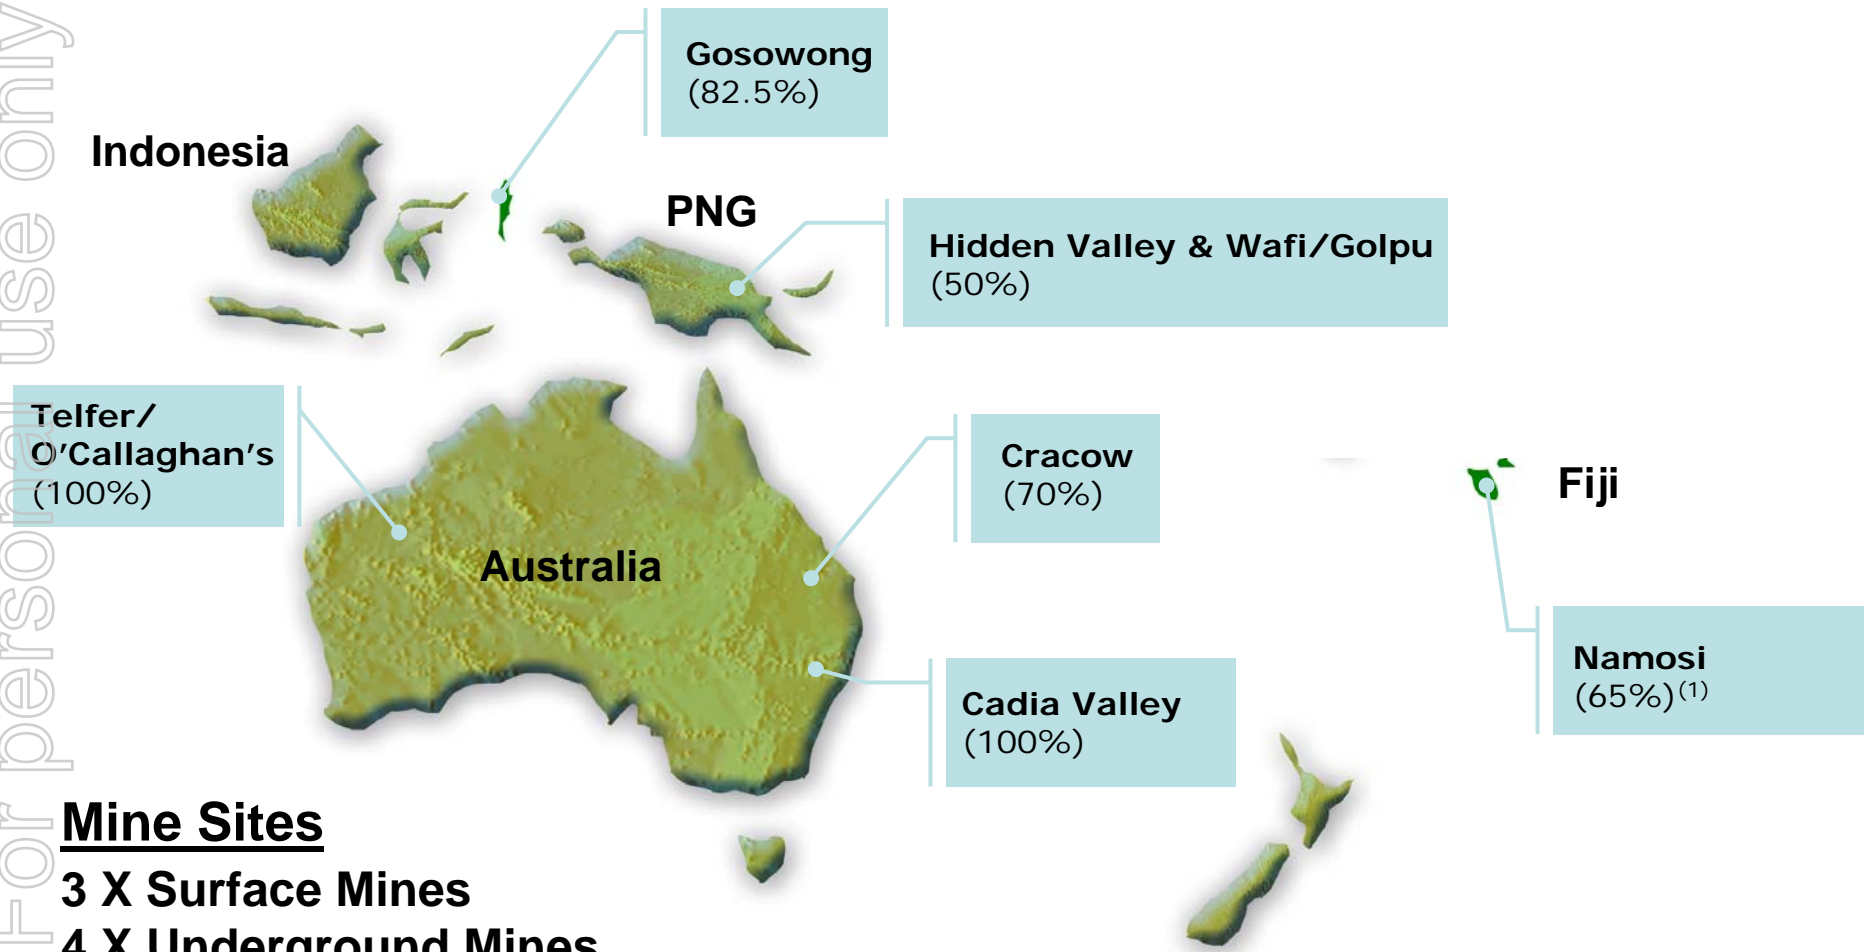 For personal use only
Gosowong
(82.5%)
Indonesia
PNG
Hidden Valley & Wafi/Golpu
(50%)
Telfer/
O'Callaghan's
(100%)
Cracow
(70%)
Fiji
Australia
Namosi
(65%)(1)
Cadia Valley
(100%)
Mine Sites
3 X Surface Mines
4 X Underground Mines